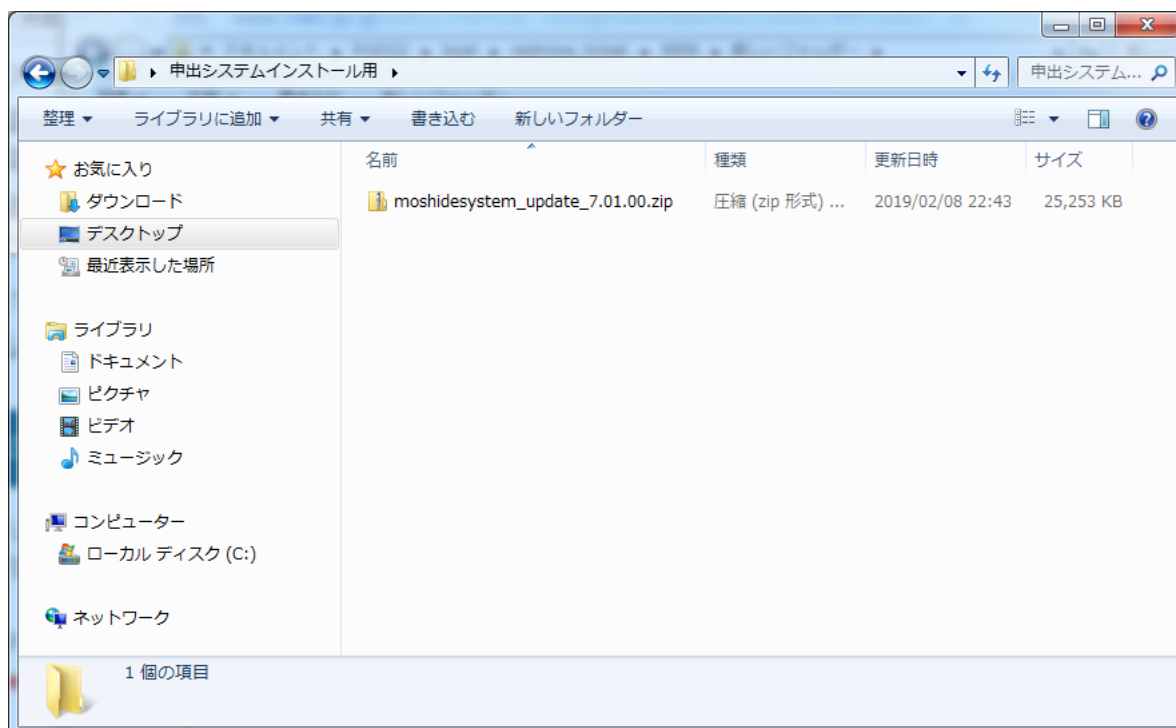 申出システムインストール用
申出システム...
整理 ライブラリに追加 共有 書き込む 新しいフォルダー
名前 種類 更新日時 サイズ
moshidesystem_update_7.01.00.zip 圧縮 (zip 形式) ... 2019/02/08 22:43 25,253 KB
お気に入り
ダウンロード
デスクトップ
最近表示した場所
ライブラリ
ドキュメント
ピクチャ
ビデオ
ミュージック
コンピューター
ローカル ディスク (C:)
ネットワーク
1 個の項目